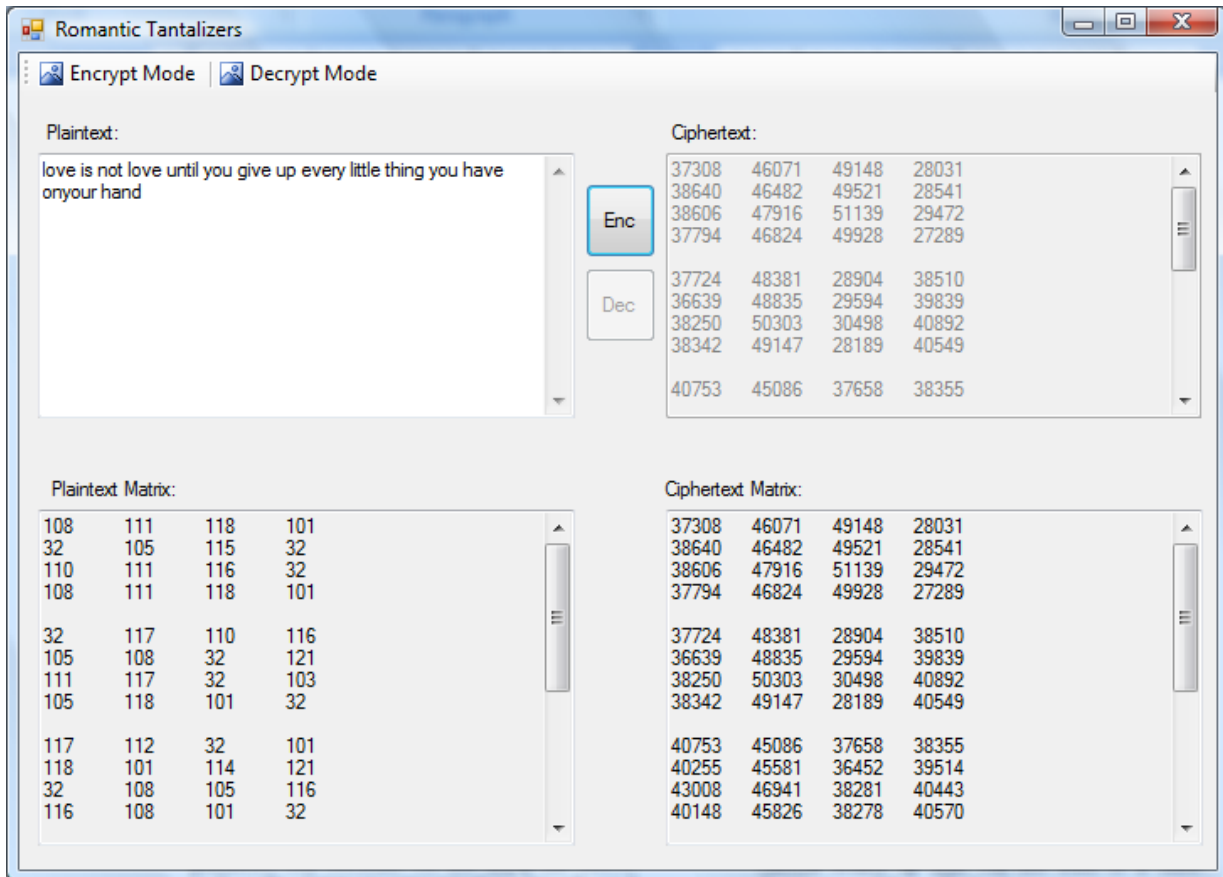 Romantic Tantalizers
Encrypt Mode Decrypt Mode
Plaintext:
love is not love until you give up every little thing you have
onyour hand
Enc
Dec
Ciphertext:
37308 46071 49148 28031
38640 46482 49521 28541
38606 47916 51139 29472
37794 46824 49928 27289
37724 48381 28904 38510
36639 48835 29594 39839
38250 50303 30498 40892
38342 49147 28189 40549
40753 45086 37658 38355
Plaintext Matrix:
108 111 118 101
32 105 115 32
110 111 116 32
108 111 118 101
32 117 110 116
105 108 32 121
111 117 32 103
105 118 101 32
117 112 32 101
118 101 114 121
32 108 105 116
116 108 101 32
Ciphertext Matrix:
37308 46071 49148 28031
38640 46482 49521 28541
38606 47916 51139 29472
37794 46824 49928 27289
37724 48381 28904 38510
36639 48835 29594 39839
38250 50303 30498 40892
38342 49147 28189 40549
40753 45086 37658 38355
40255 45581 36452 39514
43008 46941 38281 40443
40148 45826 38278 40570